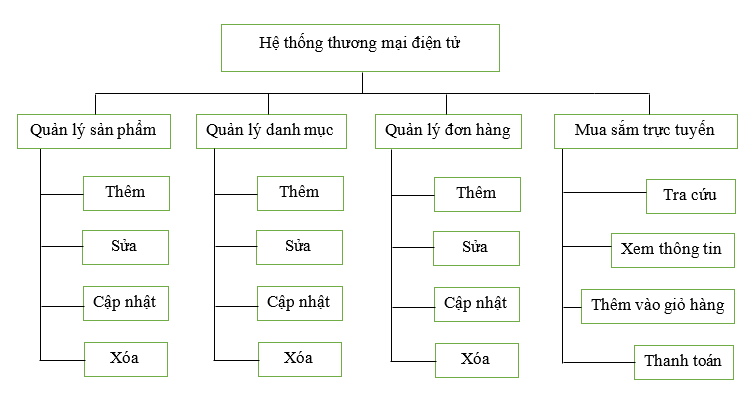 Hệ thống thương mại điện tử
Quản lý sản phẩm
Quản lý danh mục
Quản lý đơn hàng
Mua sắm trực tuyến
Thêm
Thêm
Thêm
Tra cứu
Sửa
Sửa
Sửa
Xem thông tin
Cập nhật
Cập nhật
Cập nhật
Thêm vào giỏ hàng
Xóa
Xóa
Xóa
Thanh toán